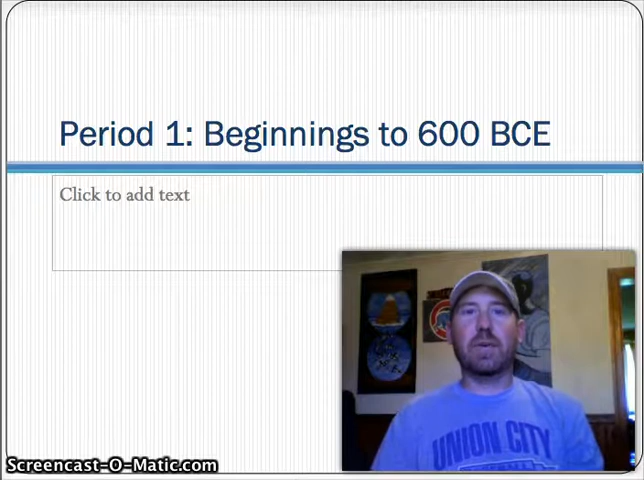 Period 1: Beginnings to 600 BCE
Click to add text
UNION CITY
Screencast-O-Matic.com